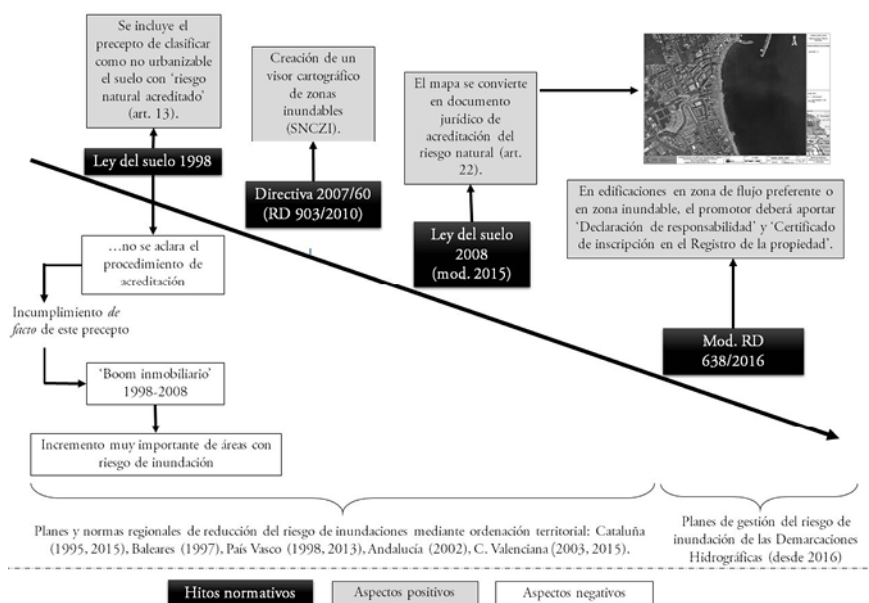 Se incluye el
precepto de clasificar
como no urbanizable
el suelo con ‘riesgo
natural acreditado’
(art. 13).
Ley del suelo 1998
…no se aclara el
procedimiento de
acreditación
Incumplimiento de
facto de este precepto
‘Boom inmobiliario’
1998-2008
Incremento muy importante de áreas con
riesgo de inundación
Creación de un
visor cartográfico
de zonas
inundables
(SNCZI).
Directiva 2007/60
(RD 903/2010)
El mapa se convierte
en documento
jurídico de
acreditación del
riesgo natural (art.
22).
Ley del suelo
2008
(mod. 2015)
En edificaciones en zona de flujo preferente o
en zona inundable, el promotor deberá aportar
‘Declaración de responsabilidad’ y ‘Certificado
de inscripción en el Registro de la propiedad’.
Mod. RD
638/2016
Planes y normas regionales de reducción del riesgo de inundaciones mediante ordenación territorial: Cataluña
(1995, 2015), Baleares (1997), País Vasco (1998, 2013), Andalucía (2002), C. Valenciana (2003, 2015).
Planes de gestión del riesgo de
inundación de las Demarcaciones
Hidrográficas (desde 2016)
Hitos normativos
Aspectos positivos
Aspectos negativos